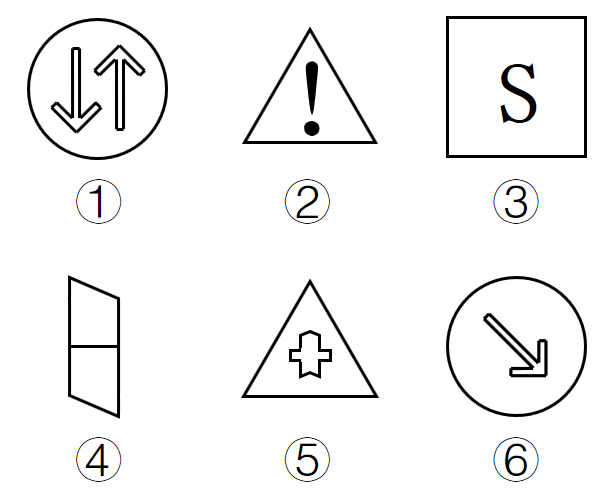 ! S
① ② ③
④ ⑤ ⑥